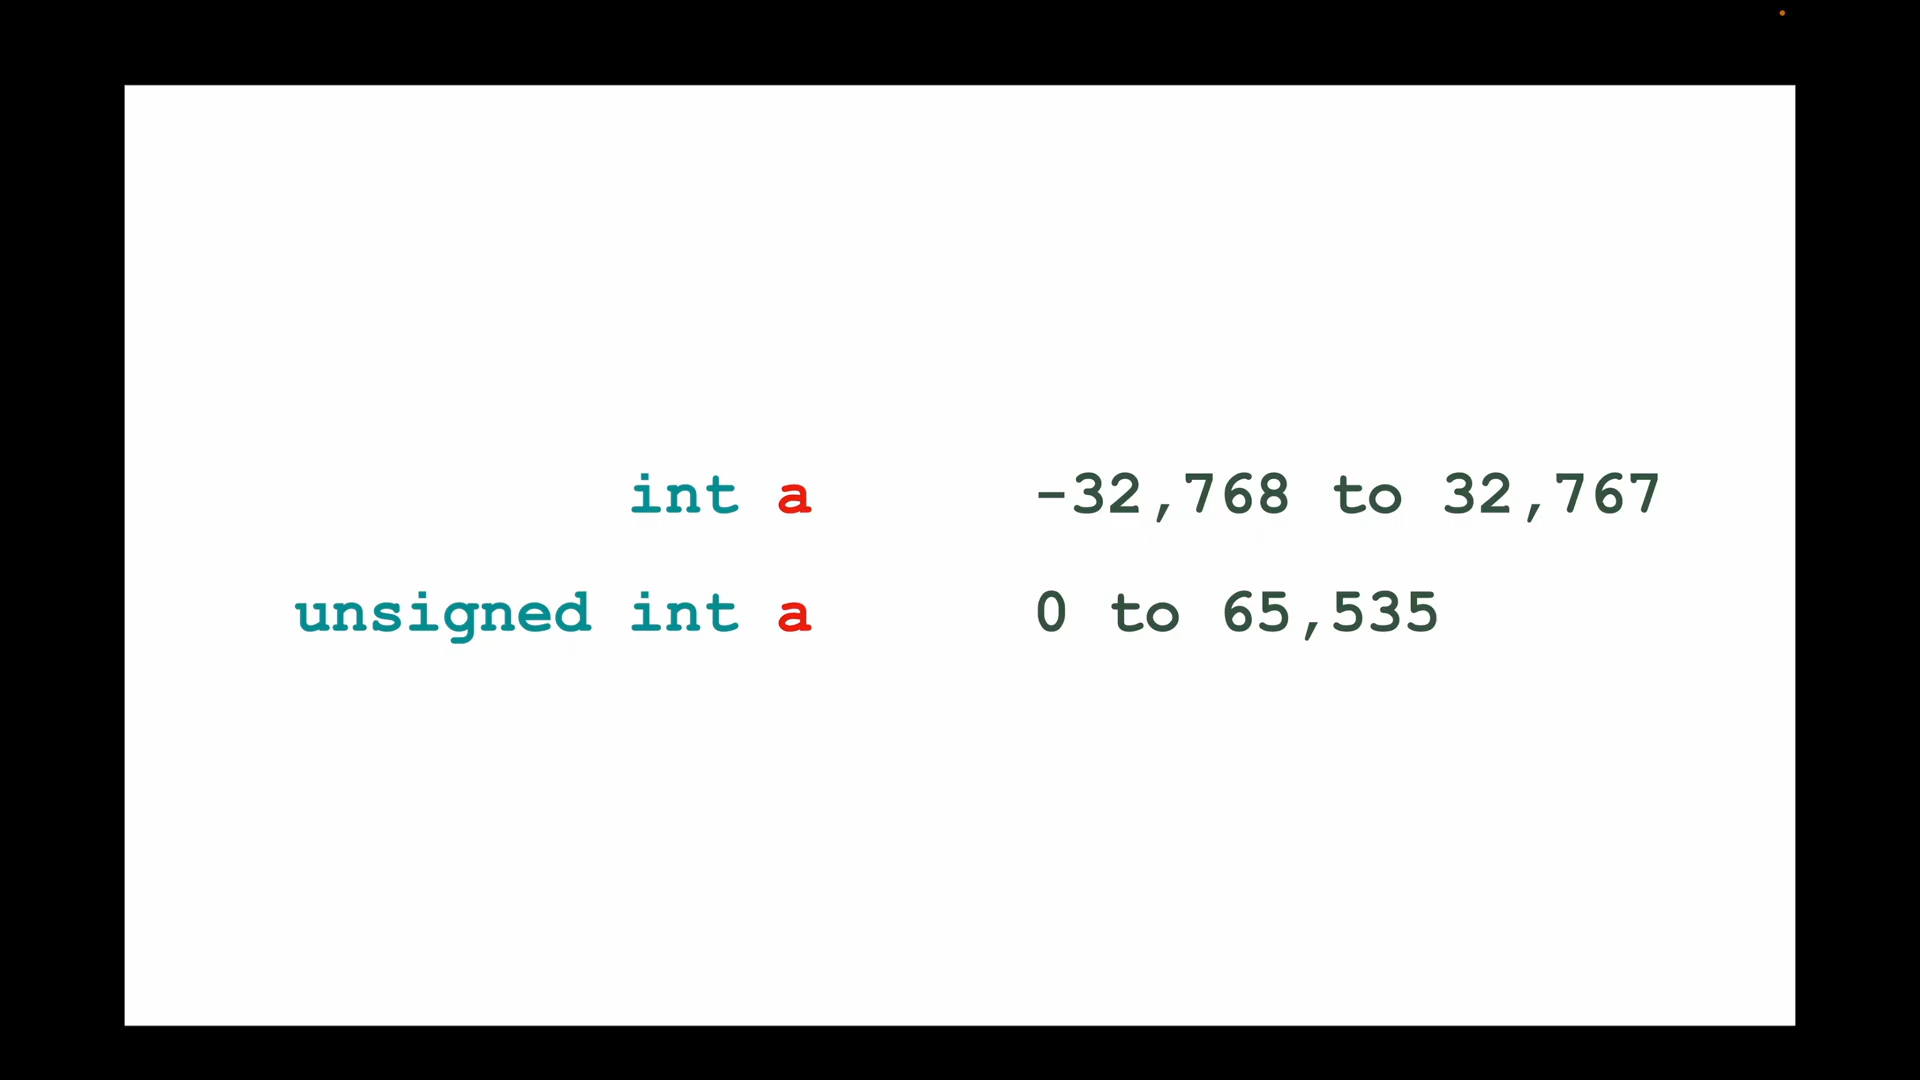 int a -32,768 to 32,767
unsigned int a 0 to 65,535